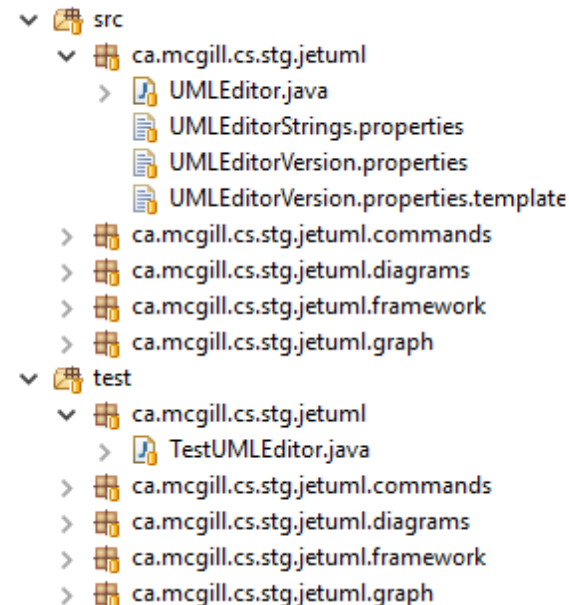 src
ca.mcgill.cs.stg.jetuml
UMLEditor.java
UMLEditorStrings.properties
UMLEditorVersion.properties
UMLEditorVersion.properties.template
ca.mcgill.cs.stg.jetuml.commands
ca.mcgill.cs.stg.jetuml.diagrams
ca.mcgill.cs.stg.jetuml.framework
ca.mcgill.cs.stg.jetuml.graph
test
ca.mcgill.cs.stg.jetuml
TestUMLEditor.java
ca.mcgill.cs.stg.jetuml.commands
ca.mcgill.cs.stg.jetuml.diagrams
ca.mcgill.cs.stg.jetuml.framework
ca.mcgill.cs.stg.jetuml.graph